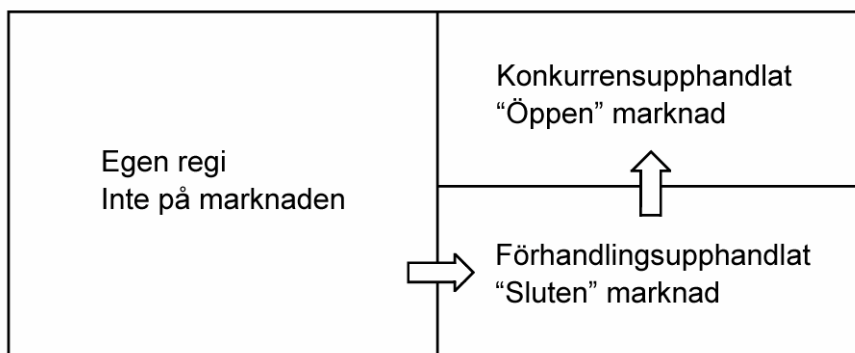 Egen regi
Inte på marknaden
Konkurrensupphandlat
“Öppen” marknad
Förhandlingsupphandlat
“Sluten” marknad